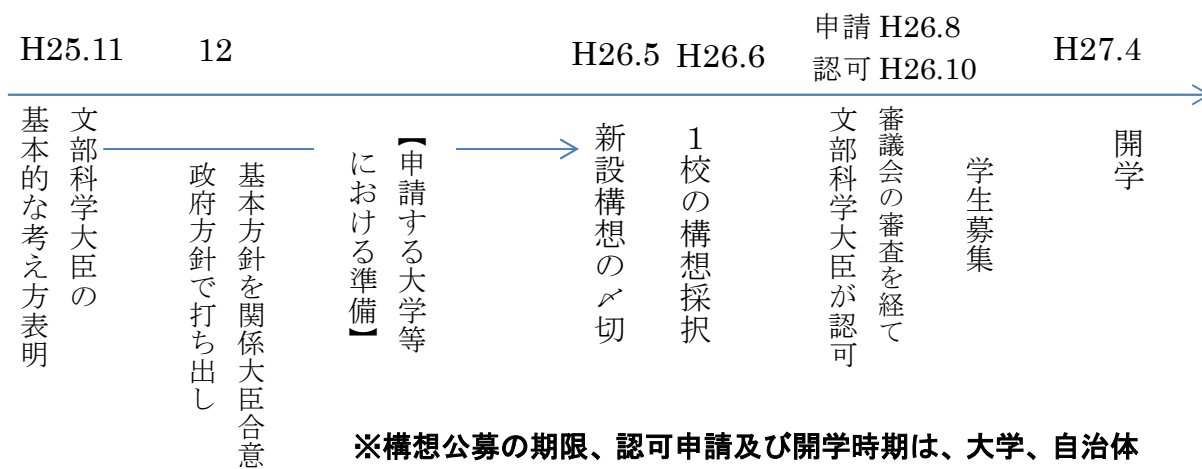 H25.11
12
H26.5
H26.6
申請 H26.8
認可 H26.10
H27.4
文部科学大臣の
基本的な考え方表明
基本方針を関係大臣合意
政府方針で打ち出し
【申請する大学等
における準備】
新設構想の〆切
1校の構想採択
審議会の審査を経て
文部科学大臣が認可
学生募集
開学
※構想公募の期限、認可申請及び開学時期は、大学、自治体